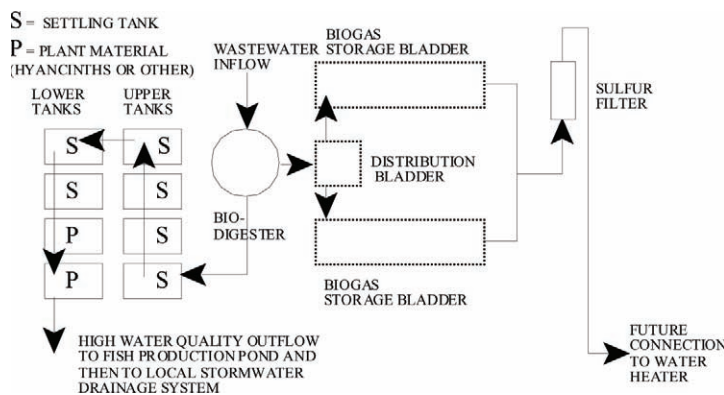 S = SETTLING TANK
P = PLANT MATERIAL
(HYANCINTHS OR OTHER)
LOWER
TANKS
UPPER
TANKS
S
S
P
P
S
S
S
S
WASTEWATER
INFLOW
BIO-
DIGESTER
BIOGAS
STORAGE BLADDER
DISTRIBUTION
BLADDER
BIOGAS
STORAGE BLADDER
SULFUR
FILTER
HIGH WATER QUALITY OUTFLOW
TO FISH PRODUCTION POND AND
THEN TO LOCAL STORMWATER
DRAINAGE SYSTEM
FUTURE
CONNECTION
TO WATER
HEATER